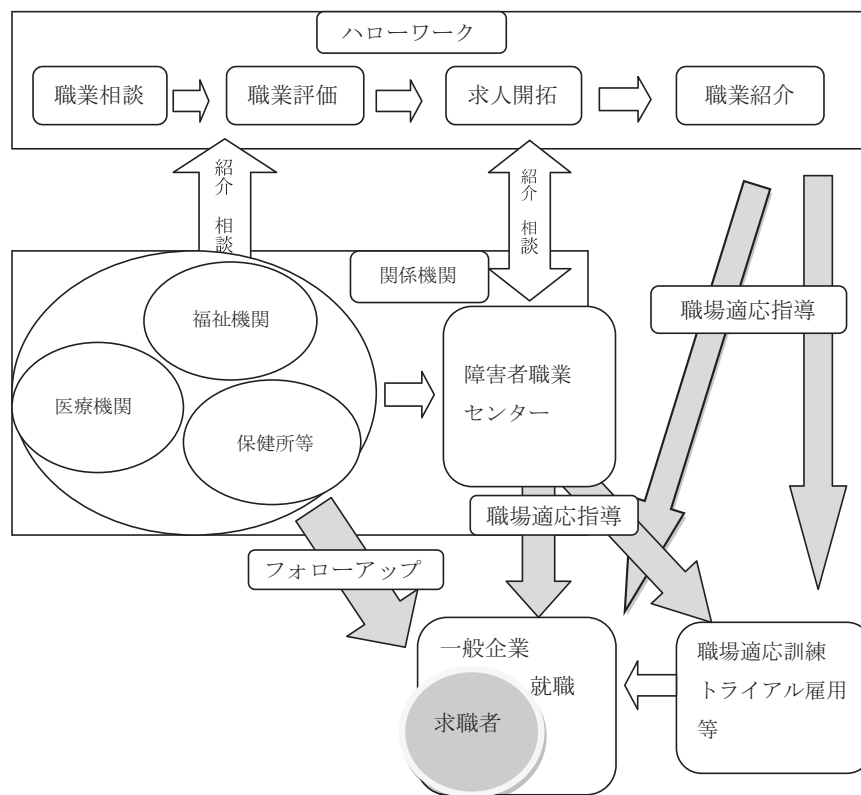 ハローワーク
職業相談
職業評価
求人開拓
職業紹介
紹介 相談
紹介 相談
関係機関
福祉機関
医療機関
保健所等
障害者職業
センター
職場適応指導
職場適応指導
フォローアップ
一般企業
就職
求職者
職場適応訓練
トライアル雇用
等